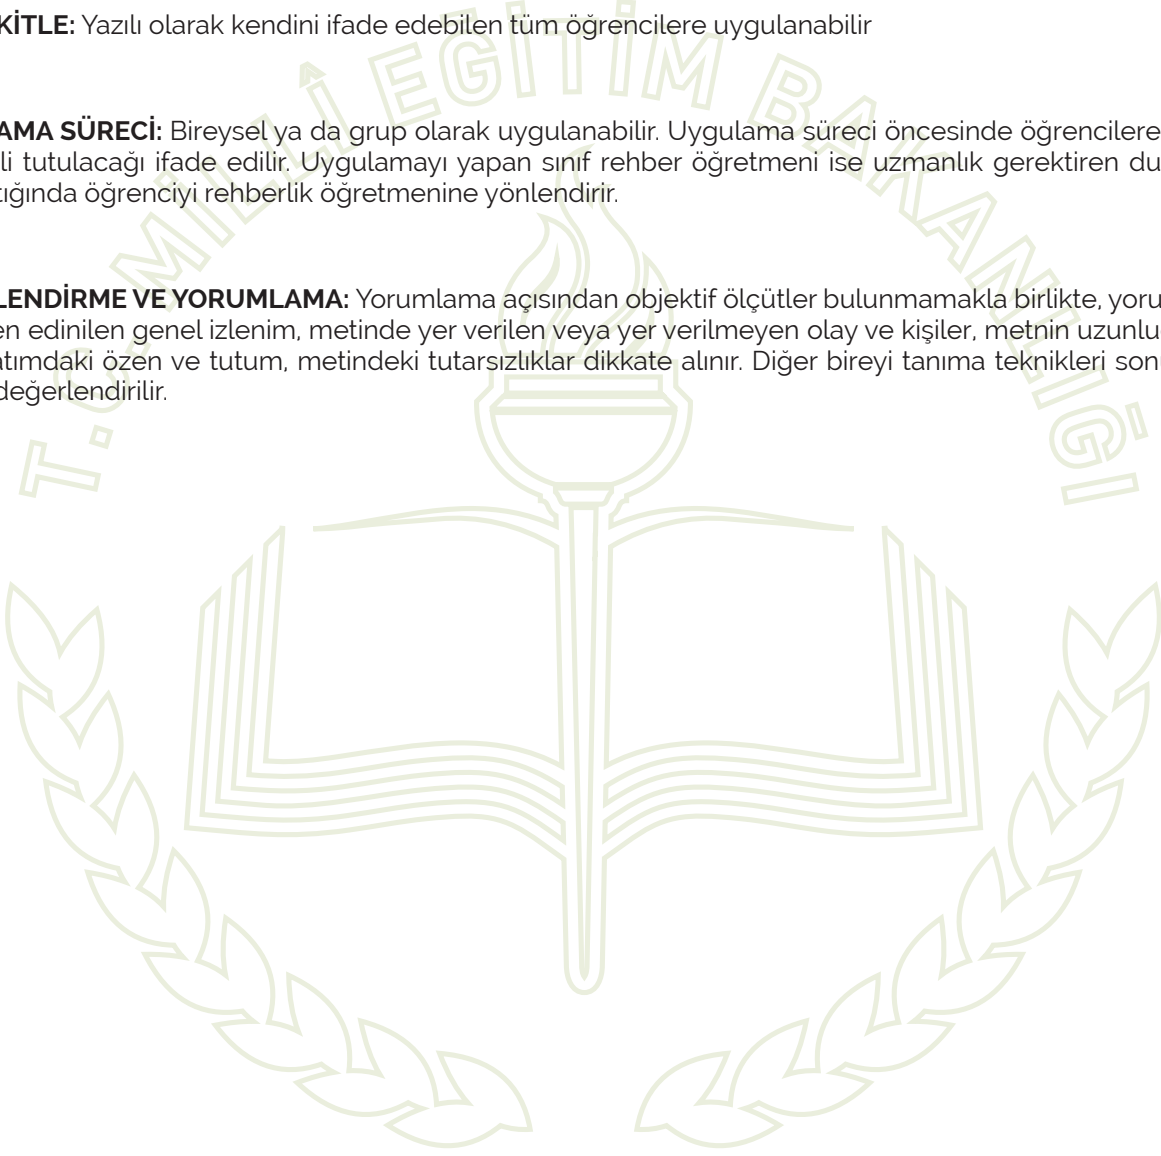 KİTLE: Yazılı olarak kendini ifade edebilen tüm öğrencilere uygulanabilir
AMA SÜRECİ: Bireysel ya da grup olarak uygulanabilir. Uygulama süreci öncesinde öğrencilere
li tutulacağı ifade edilir. Uygulamayı yapan sınıf rehber öğretmeni ise uzmanlık gerektiren du
tığında öğrenciyi rehberlik öğretmenine yönlendirir.
LENDİRME VE YORUMLAMA: Yorumlama açısından objektif ölçütler bulunmamakla birlikte, yoru
en edinilen genel izlenim, metinde yer verilen veya yer verilmeyen olay ve kişiler, metnin uzunlu
atımdaki özen ve tutum, metindeki tutarsızlıklar dikkate alınır. Diğer bireyi tanıma teknikleri son
değerlendirilir.
T.C. MİLLÎ EĞİTİM BAKANLIĞI